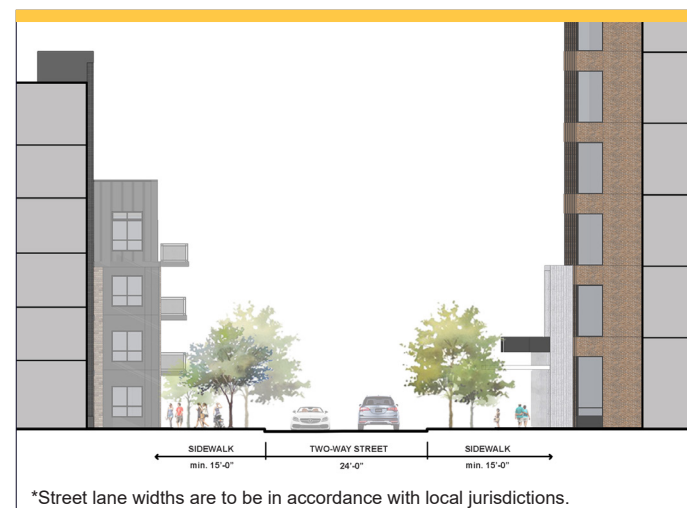 SIDEWALK TWO-WAY STREET SIDEWALK
min. 15'-0" 24'-0" min. 15'-0"
*Street lane widths are to be in accordance with local jurisdictions.